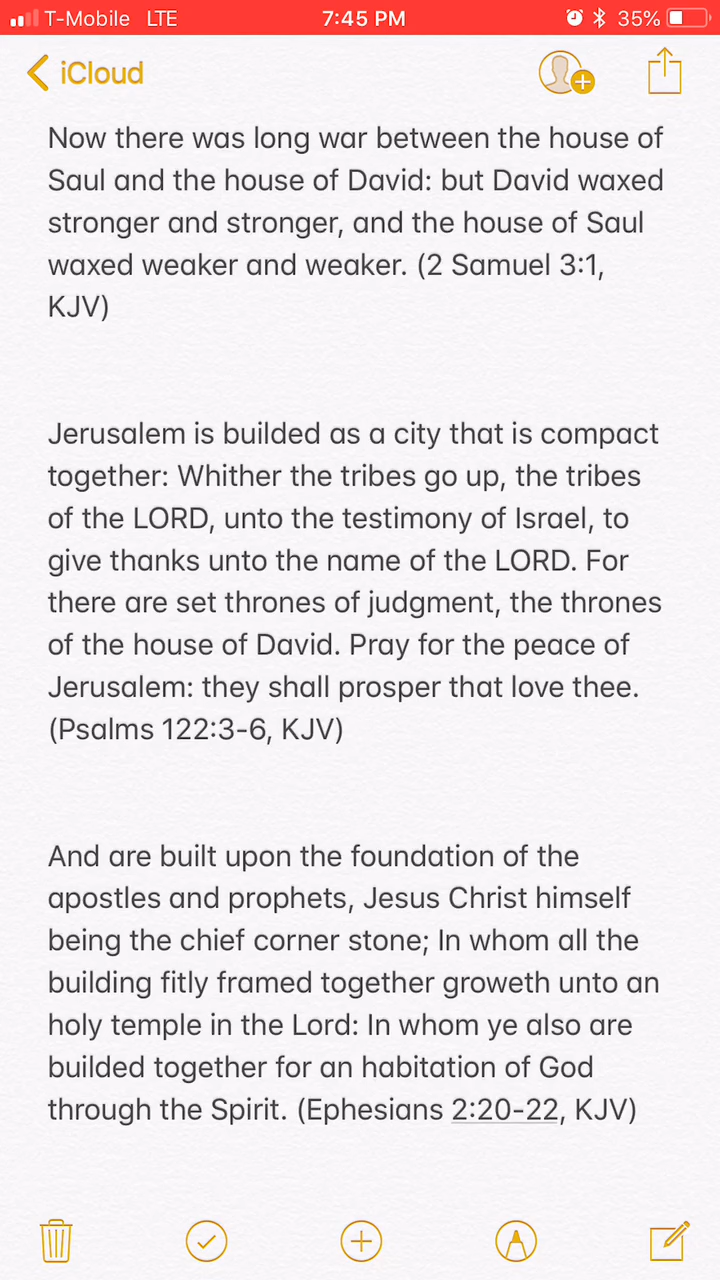 T-Mobile LTE 7:45 PM 35%
iCloud
Now there was long war between the house of
Saul and the house of David: but David waxed
stronger and stronger, and the house of Saul
waxed weaker and weaker. (2 Samuel 3:1,
KJV)
Jerusalem is builded as a city that is compact
together: Whither the tribes go up, the tribes
of the LORD, unto the testimony of Israel, to
give thanks unto the name of the LORD. For
there are set thrones of judgment, the thrones
of the house of David. Pray for the peace of
Jerusalem: they shall prosper that love thee.
(Psalms 122:3-6, KJV)
And are built upon the foundation of the
apostles and prophets, Jesus Christ himself
being the chief corner stone; In whom all the
building fitly framed together groweth unto an
holy temple in the Lord: In whom ye also are
builded together for an habitation of God
through the Spirit. (Ephesians 2:20-22, KJV)